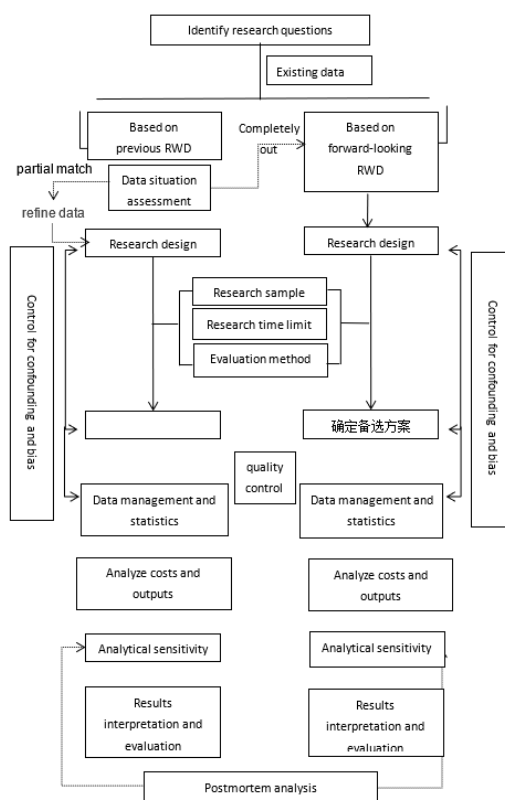 Identify research questions
Existing data
Based on
previous RWD
Completely
out
Based on
forward-looking
RWD
partial match
Data situation
assessment
refine data
Research design
Research design
Control for confounding and bias
Research sample
Research time limit
Evaluation method
Control for confounding and bias
确定备选方案
quality
control
Data management and
statistics
Data management and
statistics
Analyze costs and
outputs
Analyze costs and
outputs
Analytical sensitivity
Analytical sensitivity
Results
interpretation and
evaluation
Results
interpretation and
evaluation
Postmortem analysis